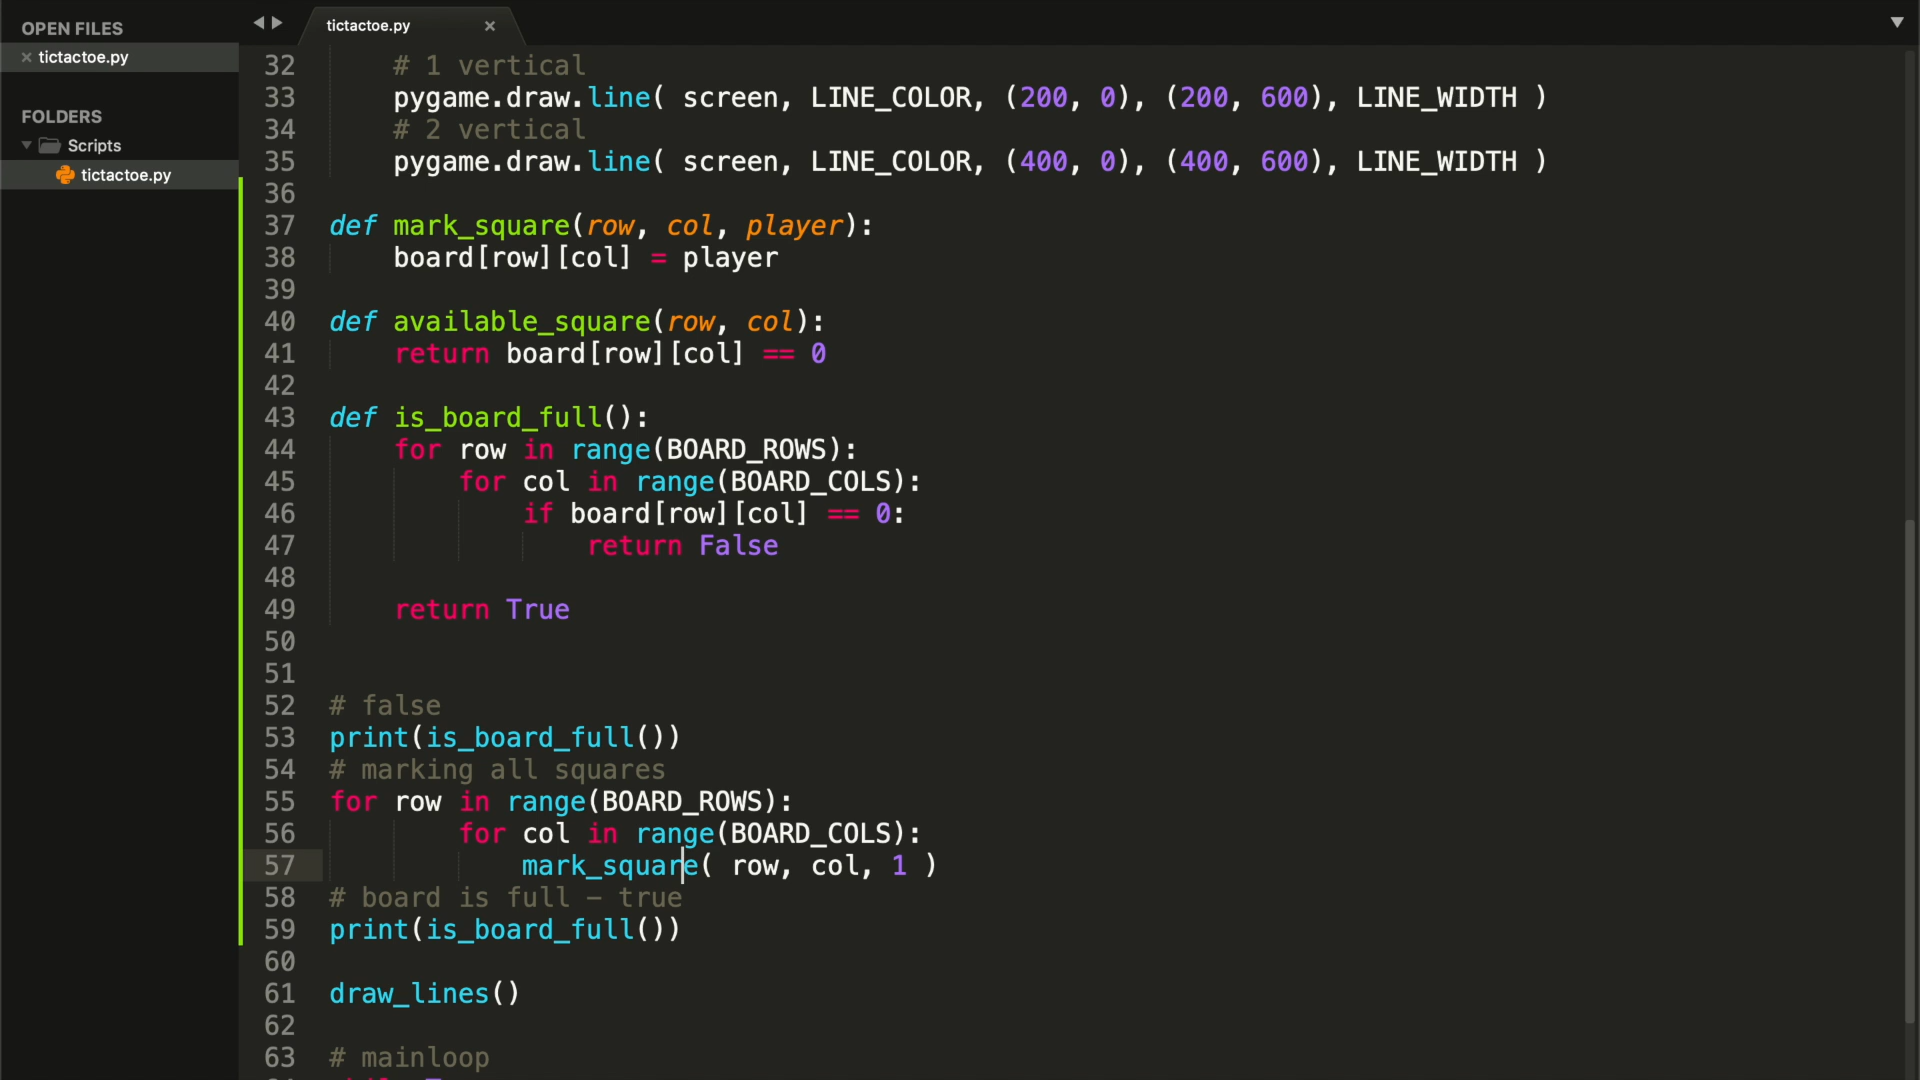 OPEN FILES
tictactoe.py
FOLDERS
Scripts
tictactoe.py
tictactoe.py
32 # 1 vertical
33 pygame.draw.line( screen, LINE_COLOR, (200, 0), (200, 600), LINE_WIDTH )
34 # 2 vertical
35 pygame.draw.line( screen, LINE_COLOR, (400, 0), (400, 600), LINE_WIDTH )
36
37 def mark_square(row, col, player):
38 board[row][col] = player
39
40 def available_square(row, col):
41 return board[row][col] == 0
42
43 def is_board_full():
44 for row in range(BOARD_ROWS):
45 for col in range(BOARD_COLS):
46 if board[row][col] == 0:
47 return False
48
49 return True
50
51
52 # false
53 print(is_board_full())
54 # marking all squares
55 for row in range(BOARD_ROWS):
56 for col in range(BOARD_COLS):
57 mark_square( row, col, 1 )
58 # board is full – true
59 print(is_board_full())
60
61 draw_lines()
62
63 # mainloop